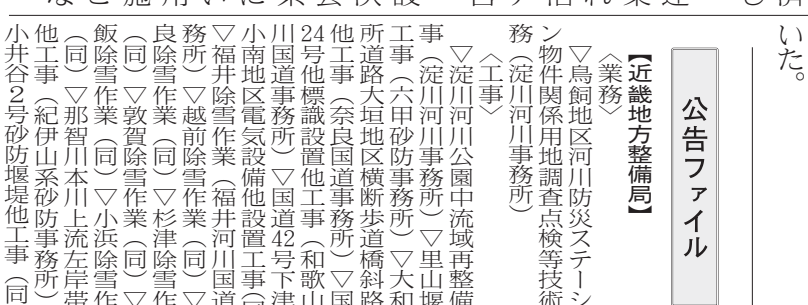 いた。
公告ファイル
【近畿地方整備局】
〈業務〉
▽鳥飼地区河川防災ステーシ
ン物件関係用地調査点検等技術
務（淀川河川事務所）
〈工事〉
▽淀川河川公園中流域再整備
事（淀川河川事務所）▽里山堰
工事（六甲砂防事務所）▽大和
所道路大垣地区横断歩道橋斜路
他工事（奈良国道事務所）▽国
24号他標識設置他工事（和歌山
川国道事務所）▽国道42号下津
小南地区電気設備他設置工事（
▽福井除雪作業（福井河川国道
務所）▽越前除雪作業（同）▽
良除雪作業（同）▽杉津除雪作
（同）▽敦賀除雪作業（同）▽
飯除雪作業（同）▽小浜除雪作▽
（同）▽那智川本川上流左岸帯
他工事（紀伊山系砂防事務所）
小井谷2号砂防堰堤他工事（同